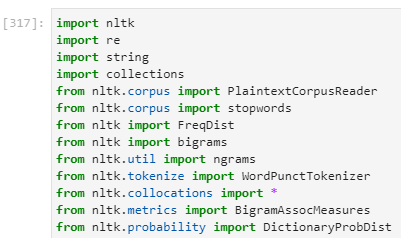 [317]: import nltk
import re
import string
import collections
from nltk.corpus import PlaintextCorpusReader
from nltk.corpus import stopwords
from nltk import FreqDist
from nltk import bigrams
from nltk.util import ngrams
from nltk.tokenize import WordPunctTokenizer
from nltk.collocations import *
from nltk.metrics import BigramAssocMeasures
from nltk.probability import DictionaryProbDist